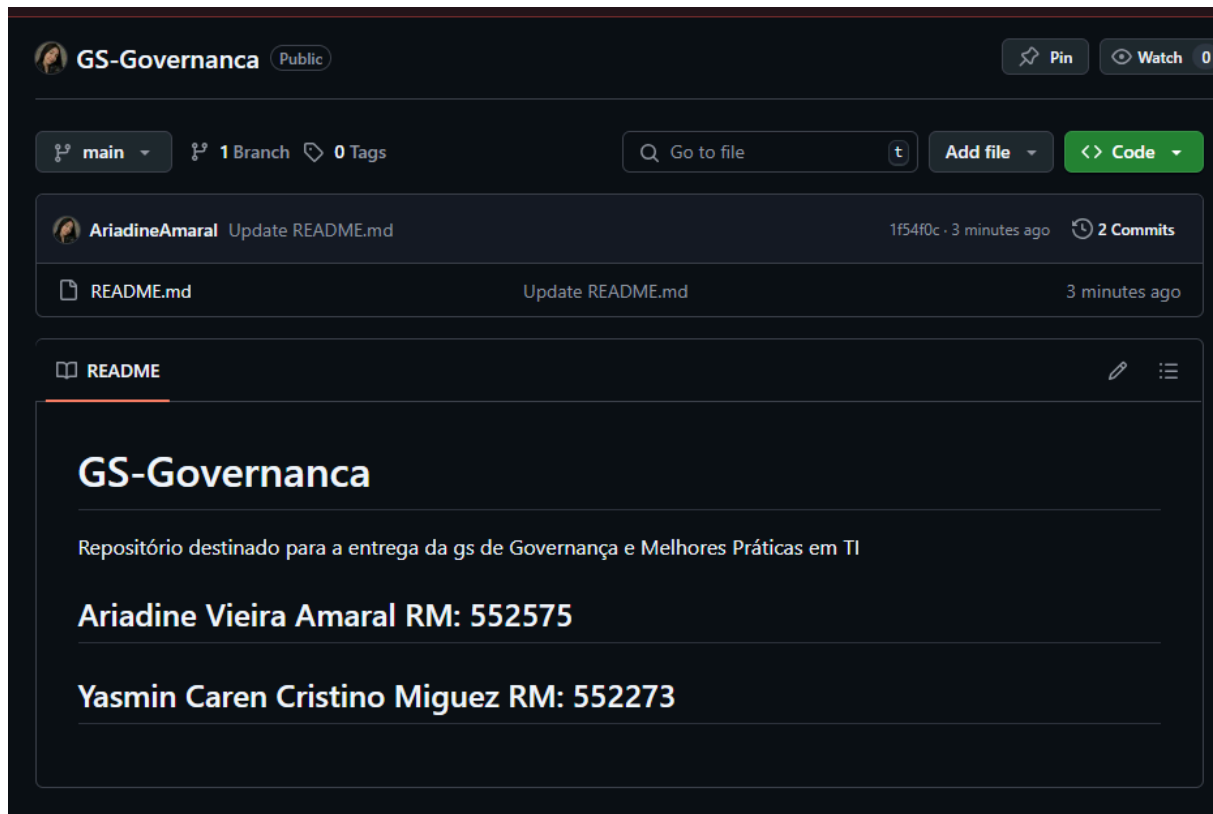 GS-Governanca Public Pin Watch 0
main 1 Branch 0 Tags Go to file t Add file <> Code
AriadineAmaral Update README.md 1f54f0c · 3 minutes ago 2 Commits
README.md Update README.md 3 minutes ago
README
GS-Governanca
Repositório destinado para a entrega da gs de Governança e Melhores Práticas em TI
Ariadine Vieira Amaral RM: 552575
Yasmin Caren Cristino Miguez RM: 552273